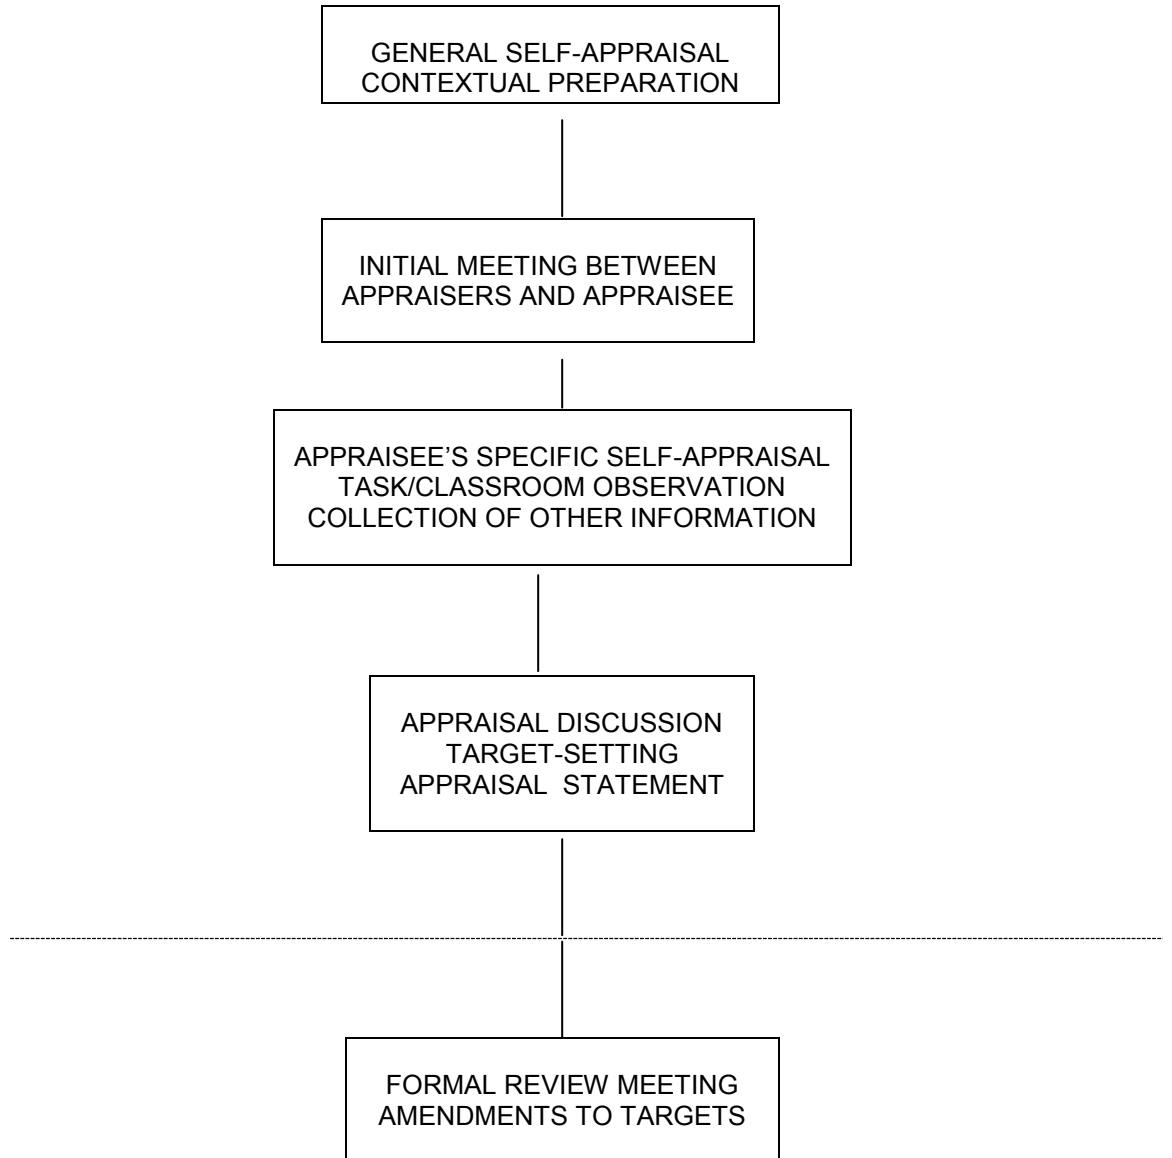 GENERAL SELF-APPRAISAL
CONTEXTUAL PREPARATION
INITIAL MEETING BETWEEN
APPRAISERS AND APPRAISEE
APPRAISEE’S SPECIFIC SELF-APPRAISAL
TASK/CLASSROOM OBSERVATION
COLLECTION OF OTHER INFORMATION
APPRAISAL DISCUSSION
TARGET-SETTING
APPRAISAL  STATEMENT
FORMAL REVIEW MEETING
AMENDMENTS TO TARGETS